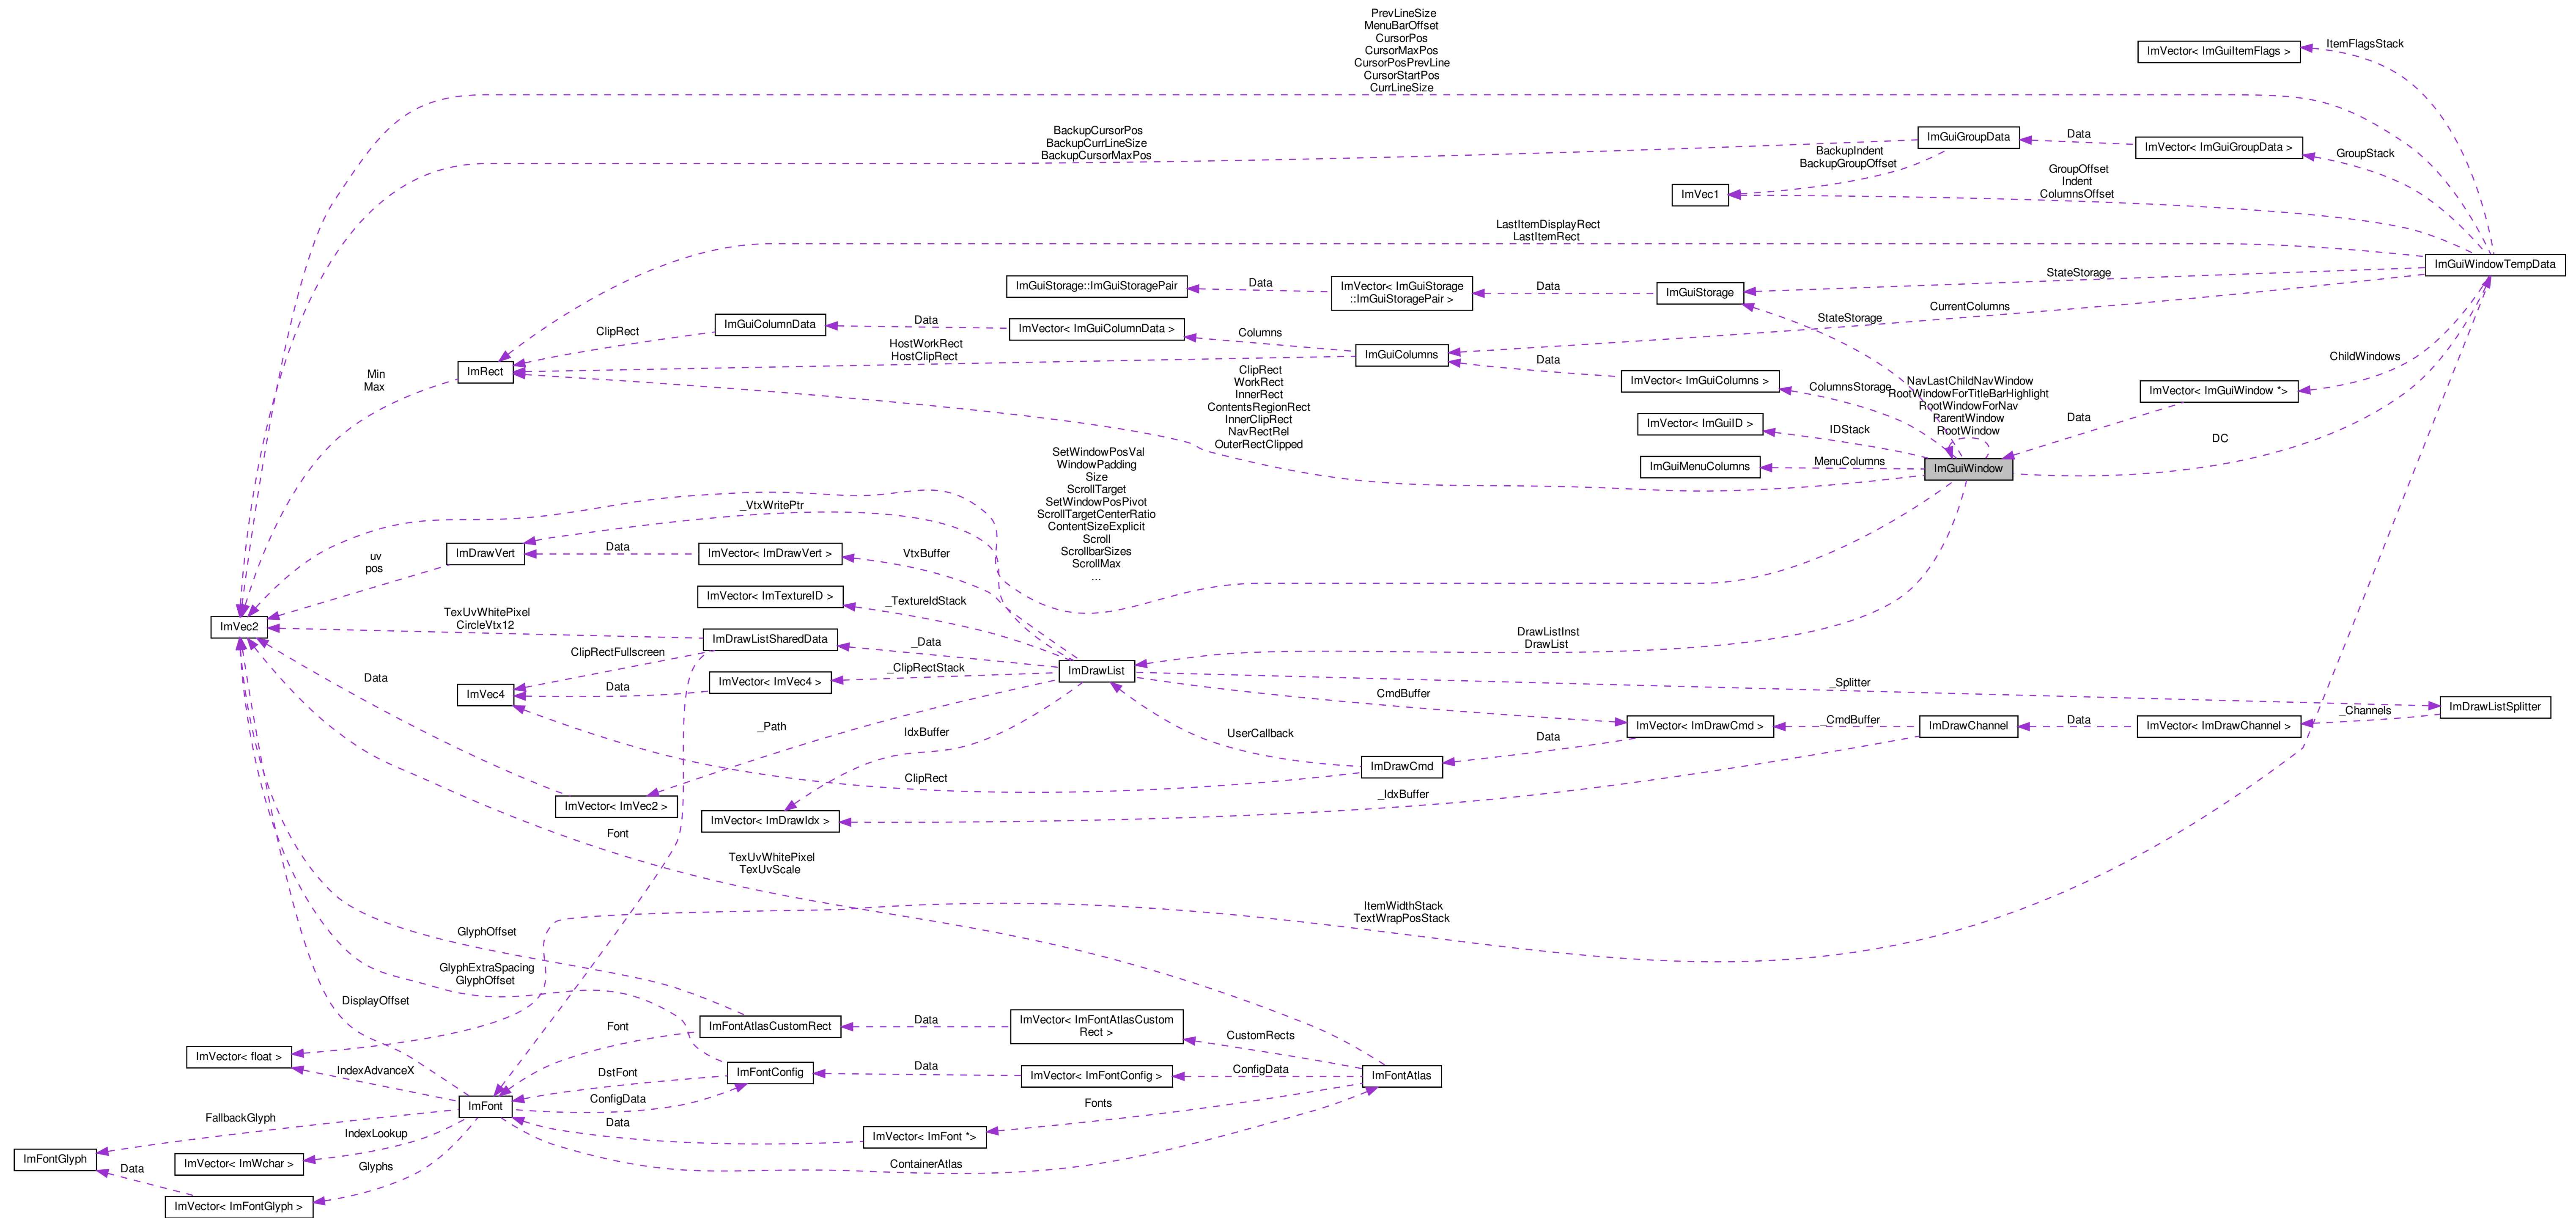 PrevLineSize
MenuBarOffset
CursorPos
CursorMaxPos
CursorPosPrevLine
CursorStartPos
CurrLineSize
ItemFlagsStack
ImVector< ImGuiItemFlags >
BackupCursorPos
BackupCurrLineSize
BackupCursorMaxPos
ImGuiGroupData
Data
ImVector< ImGuiGroupData >
GroupStack
BackupIndent
BackupGroupOffset
ImVec1
GroupOffset
Indent
ColumnsOffset
LastItemDisplayRect
LastItemRect
ImGuiWindowTempData
ImGuiStorage::ImGuiStoragePair
Data
ImVector< ImGuiStorage
::ImGuiStoragePair >
Data
ImGuiStorage
StateStorage
CurrentColumns
StateStorage
ImGuiColumnData
ClipRect
Data
ImVector< ImGuiColumnData >
Columns
HostWorkRect
HostClipRect
ImGuiColumns
Data
ImVector< ImGuiColumns >
ColumnsStorage
ImRect
Min
Max
ClipRect
WorkRect
InnerRect
ContentsRegionRect
InnerClipRect
NavRectRel
OuterRectClipped
NavLastChildNavWindow
RootWindowForTitleBarHighlight
RootWindowForNav
ParentWindow
RootWindow
ChildWindows
ImVector< ImGuiWindow *>
Data
ImVector< ImGuiID >
IDStack
ImGuiMenuColumns
MenuColumns
ImGuiWindow
DC
SetWindowPosVal
WindowPadding
Size
ScrollTarget
SetWindowPosPivot
ScrollTargetCenterRatio
ContentSizeExplicit
Scroll
ScrollbarSizes
ScrollMax
...
_VtxWritePtr
uv
pos
ImDrawVert
Data
ImVector< ImDrawVert >
VtxBuffer
ImVector< ImTextureID >
_TextureIdStack
ImVec2
TexUvWhitePixel
CircleVtx12
ImDrawListSharedData
_Data
DrawListInst
DrawList
ClipRectFullscreen
ImDrawList
_ClipRectStack
ImVec4
Data
ImVector< ImVec4 >
Data
_Splitter
CmdBuffer
ImDrawListSplitter
_Channels
ImVector< ImDrawCmd >
_CmdBuffer
ImDrawChannel
Data
ImVector< ImDrawChannel >
_Path
IdxBuffer
UserCallback
Data
ImDrawCmd
ClipRect
_IdxBuffer
ImVector< ImVec2 >
ImVector< ImDrawIdx >
Font
TexUvWhitePixel
TexUvScale
ItemWidthStack
TextWrapPosStack
GlyphOffset
GlyphExtraSpacing
GlyphOffset
DisplayOffset
Font
ImFontAtlasCustomRect
Data
ImVector< ImFontAtlasCustom
Rect >
CustomRects
ImVector< float >
IndexAdvanceX
DstFont
ImFontConfig
Data
ImVector< ImFontConfig >
ConfigData
ImFontAtlas
ImFont
ConfigData
Fonts
FallbackGlyph
Data
ImVector< ImFont *>
IndexLookup
ImFontGlyph
ImVector< ImWchar >
ContainerAtlas
Data
Glyphs
ImVector< ImFontGlyph >